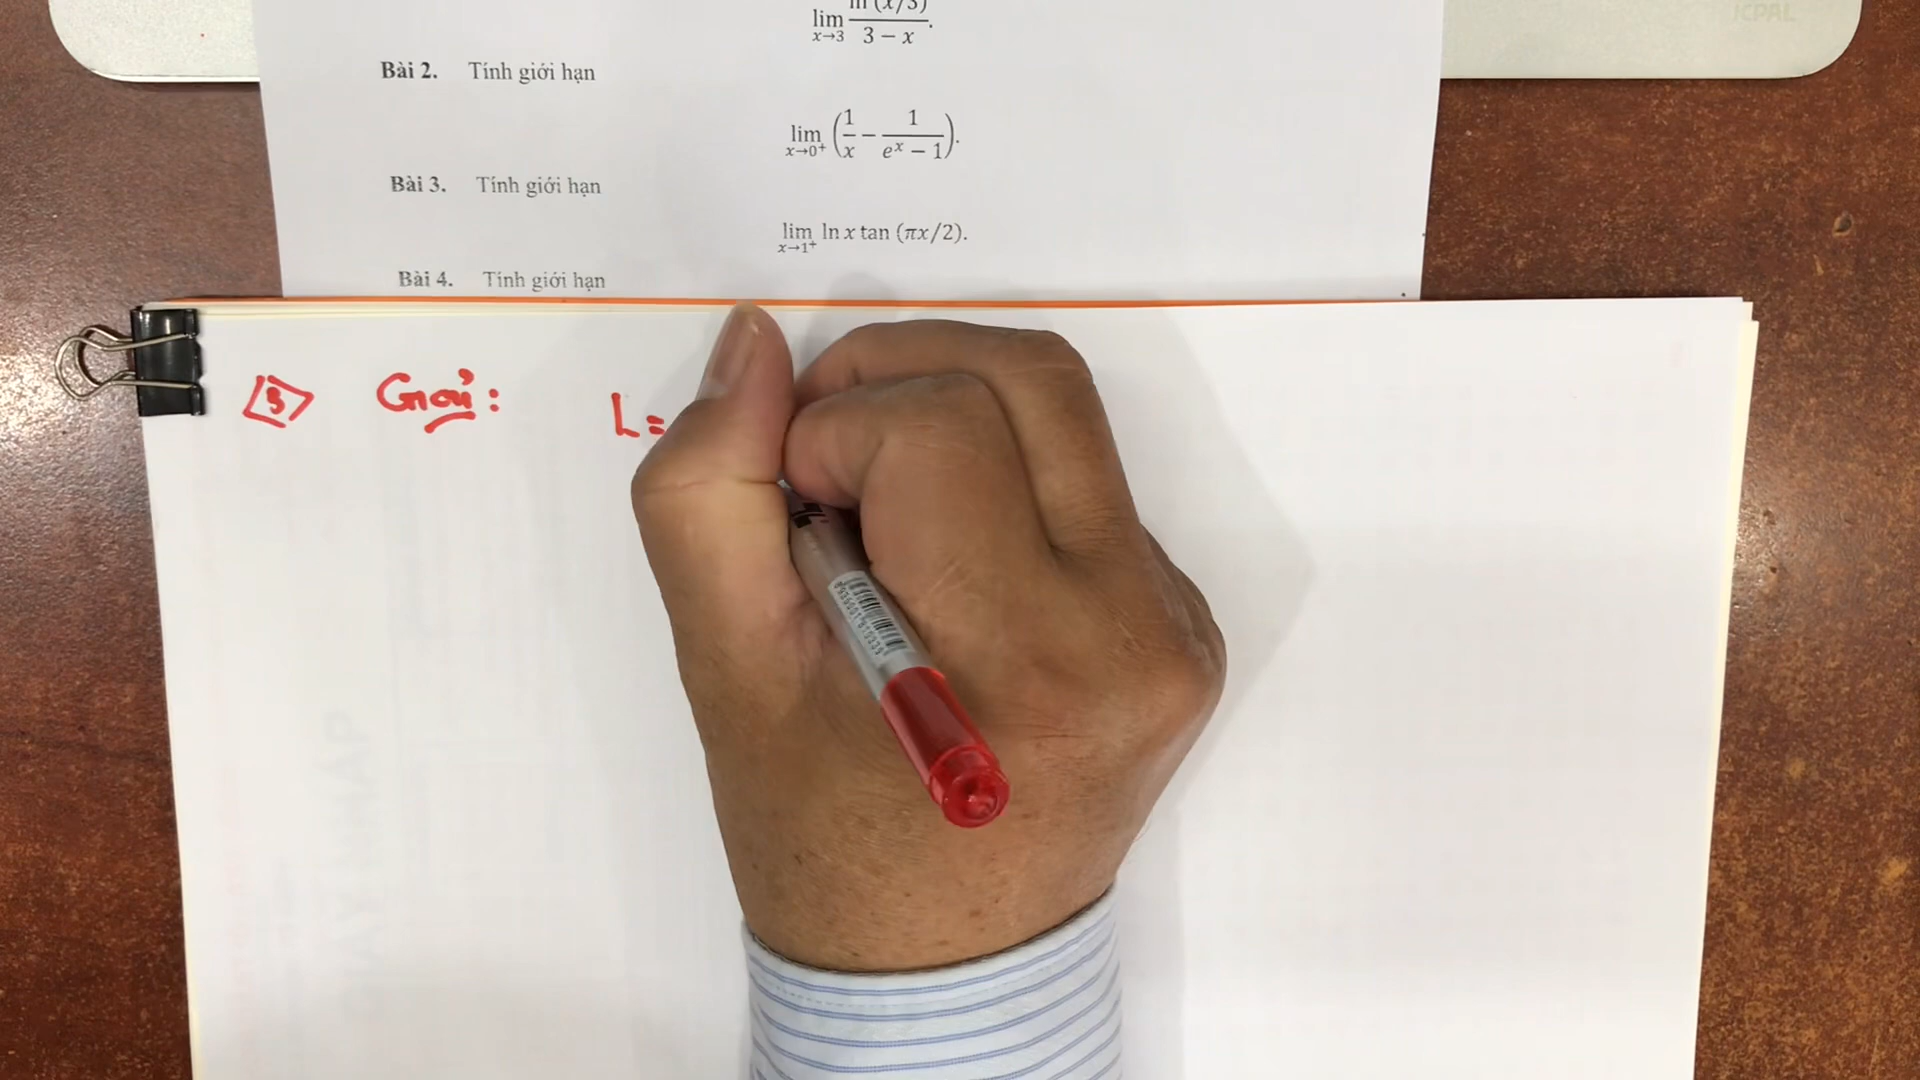 lim x→3 ln (x/3) / 3 − x.
Bài 2. Tính giới hạn
lim x→0⁺ (1/x − 1/(eˣ − 1)).
Bài 3. Tính giới hạn
lim x→1⁺ ln x tan (πx/2).
Bài 4. Tính giới hạn
3 Giải: L =